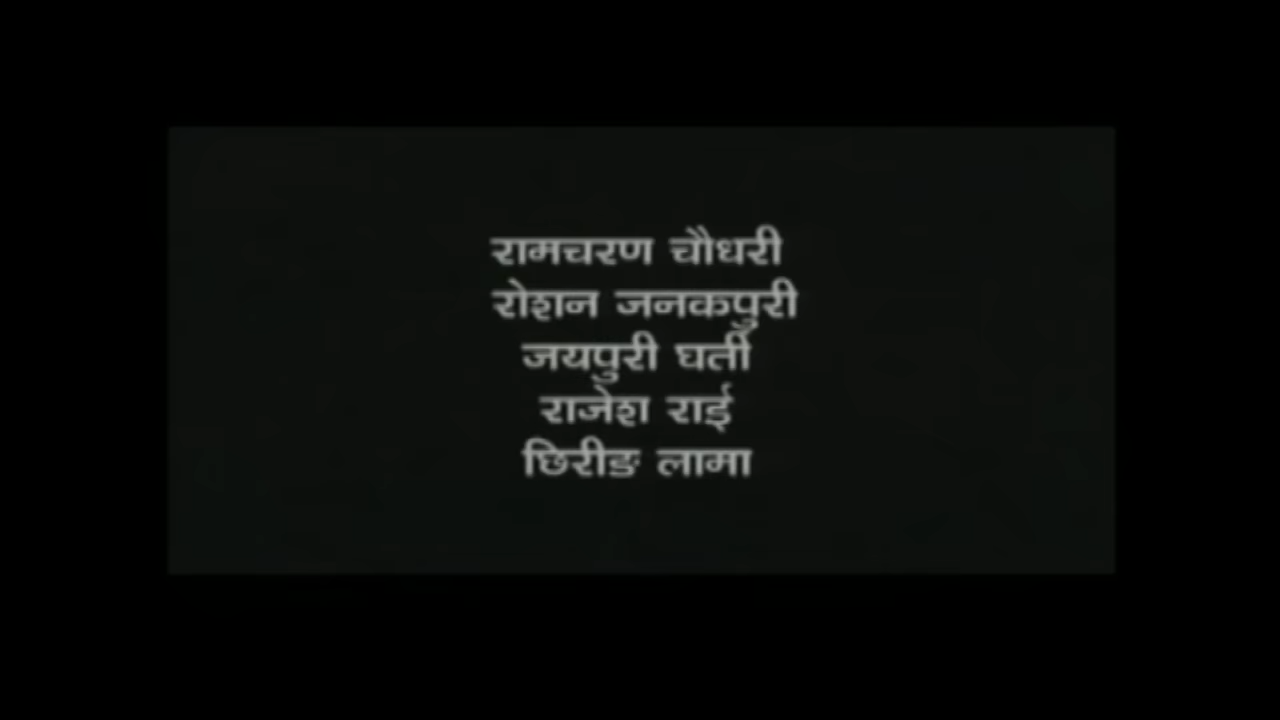 रामचरण चौधरी
रोशन जनकपुरी
जयपुरी घर्ती
राजेश राई
छिरीङ लामा